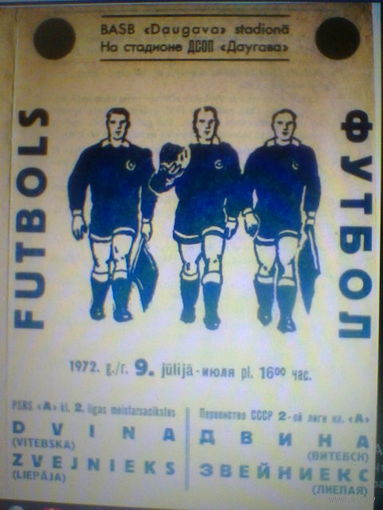 BASB «Daugava» stadionā
На стадионе ДСОП «Даугава»
FUTBOLS
ФУТБОЛ
1972. g./г. 9. jūlijā - июля pl. 16⁰⁰ час.
PSRS «A» kl. 2. līgas meistarsacīkstes
DVINA
(VITEBSKA)
ZVEJNIEKS
(LIEPĀJA)
Первенство СССР 2-ой лиги кл. «А»
ДВИНА
(ВИТЕБСК)
ЗВЕЙНИЕКС
(ЛИЕПАЯ)